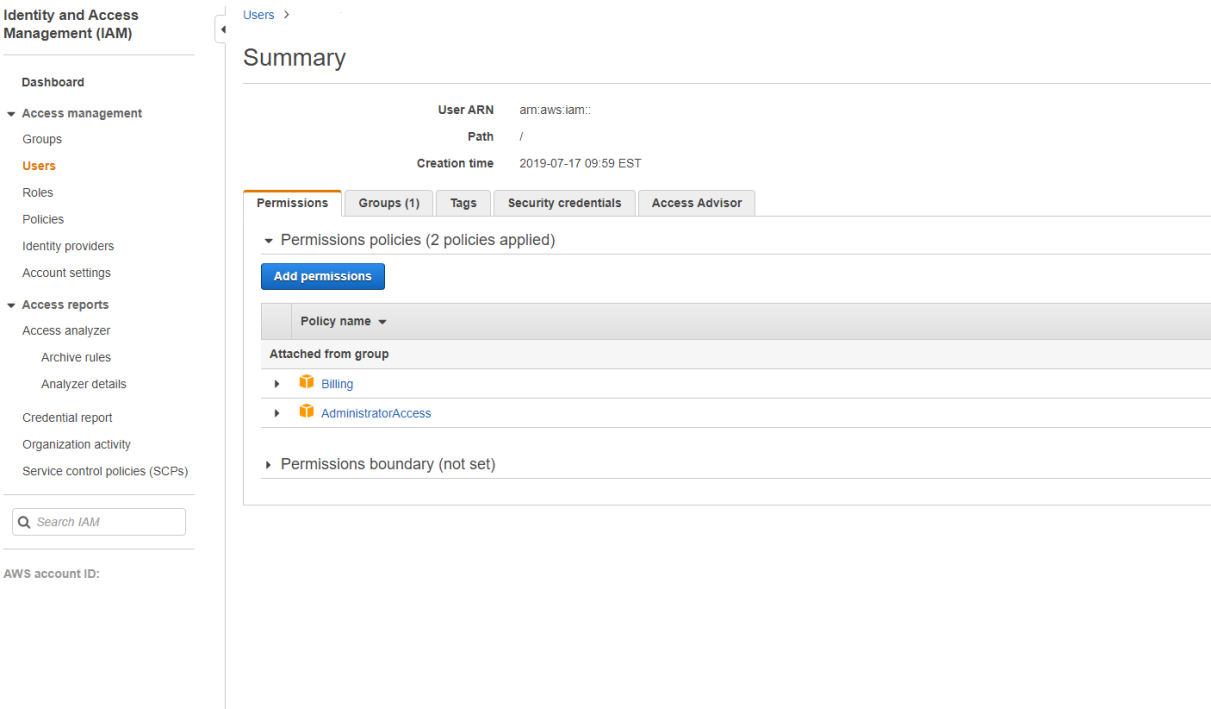 Identity and Access
Management (IAM)
Dashboard
Access management
Groups
Users
Roles
Policies
Identity providers
Account settings
Access reports
Access analyzer
Archive rules
Analyzer details
Credential report
Organization activity
Service control policies (SCPs)
Search IAM
AWS account ID:
Users >
Summary
User ARN arn:aws:iam::
Path /
Creation time 2019-07-17 09:59 EST
Permissions Groups (1) Tags Security credentials Access Advisor
Permissions policies (2 policies applied)
Add permissions
Policy name
Attached from group
Billing
AdministratorAccess
Permissions boundary (not set)